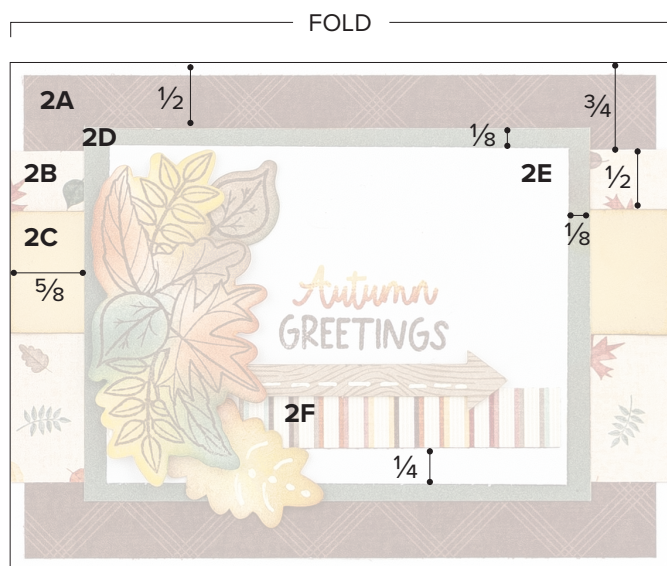 FOLD
2A
½
¾
2D
⅛
2B
2E
½
2C
⅛
⅝
Autumn
GREETINGS
2F
¼